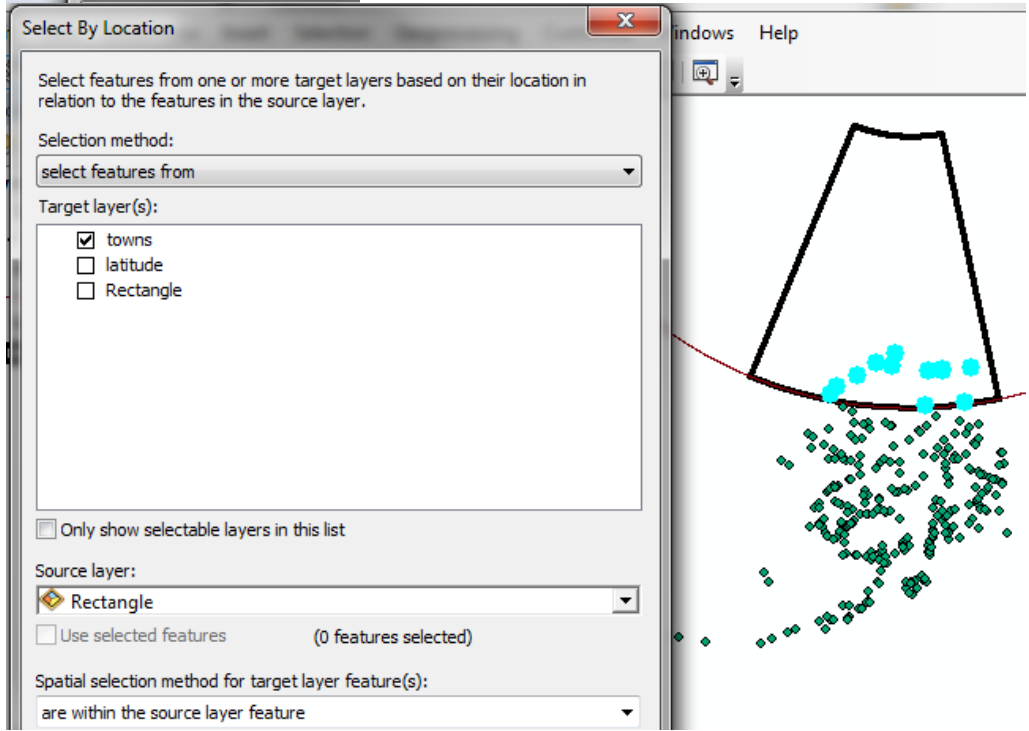 Select By Location
indows Help
Select features from one or more target layers based on their location in
relation to the features in the source layer.
Selection method:
select features from
Target layer(s):
towns
latitude
Rectangle
Only show selectable layers in this list
Source layer:
Rectangle
Use selected features (0 features selected)
Spatial selection method for target layer feature(s):
are within the source layer feature